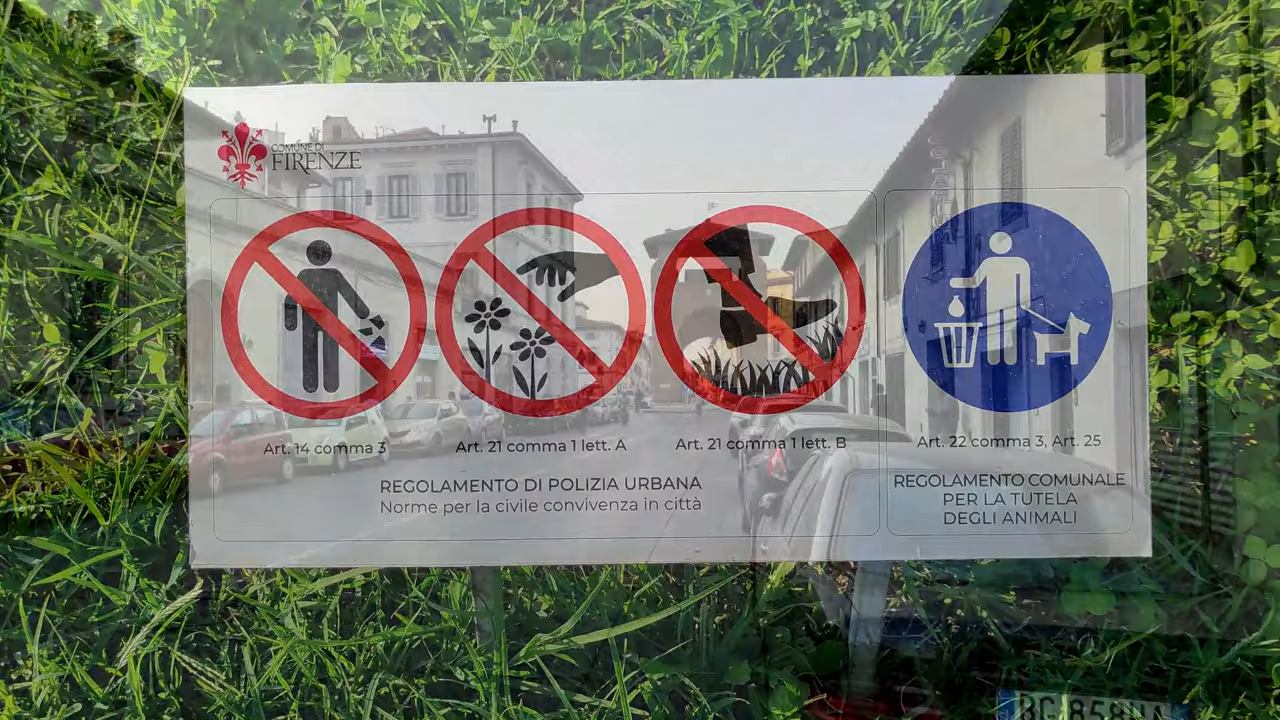 COMUNE DI
FIRENZE
Art. 14 comma 3
Art. 21 comma 1 lett. A
Art. 21 comma 1 lett. B
Art. 22 comma 3, Art. 25
REGOLAMENTO DI POLIZIA URBANA
Norme per la civile convivenza in città
REGOLAMENTO COMUNALE
PER LA TUTELA
DEGLI ANIMALI